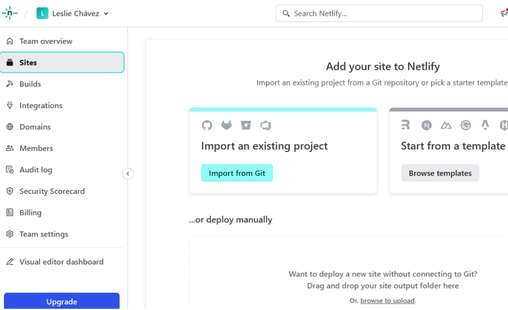 L Leslie Chávez
Search Netlify...
Team overview
Sites
Builds
Integrations
Domains
Members
Audit log
Security Scorecard
Billing
Team settings
Visual editor dashboard
Upgrade
Add your site to Netlify
Import an existing project from a Git repository or pick a starter template
Import an existing project
Import from Git
Start from a template
Browse templates
...or deploy manually
Want to deploy a new site without connecting to Git?
Drag and drop your site output folder here
Or, browse to upload.